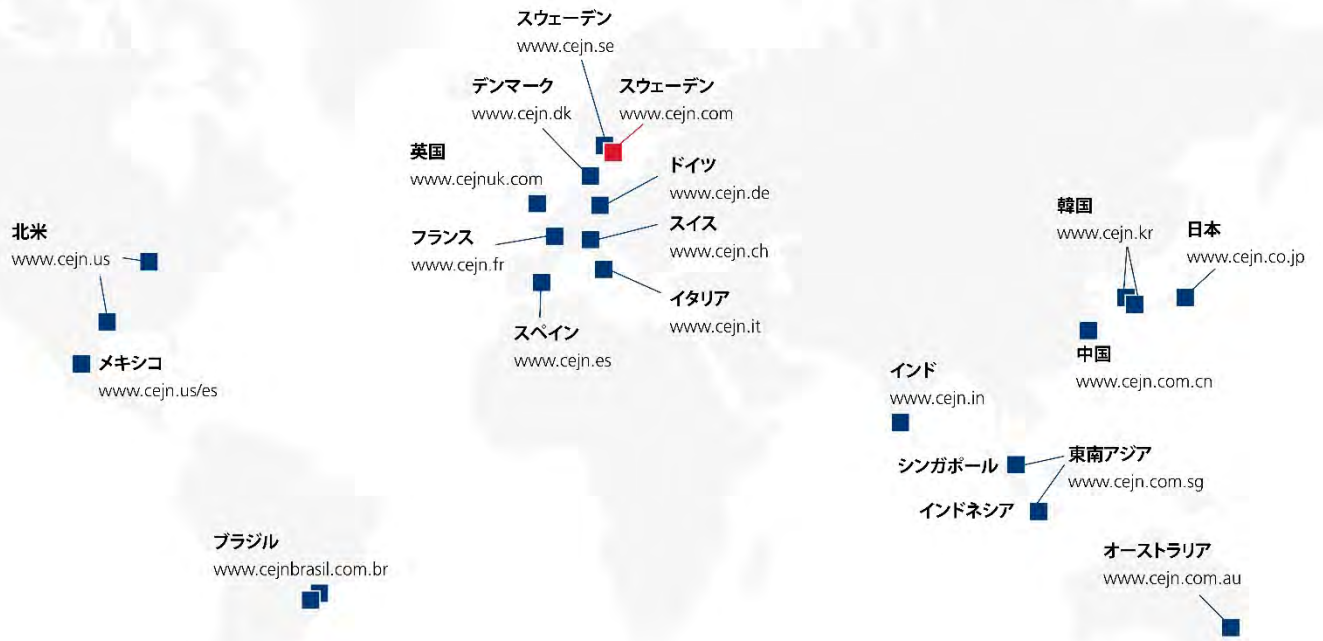 スウェーデン
www.cejn.se
デンマーク
www.cejn.dk
スウェーデン
www.cejn.com
英国
www.cejnuk.com
ドイツ
www.cejn.de
フランス
www.cejn.fr
スイス
www.cejn.ch
イタリア
www.cejn.it
スペイン
www.cejn.es
北米
www.cejn.us
メキシコ
www.cejn.us/es
ブラジル
www.cejnbrasil.com.br
韓国
www.cejn.kr
日本
www.cejn.co.jp
中国
www.cejn.com.cn
インド
www.cejn.in
シンガポール
東南アジア
www.cejn.com.sg
インドネシア
オーストラリア
www.cejn.com.au